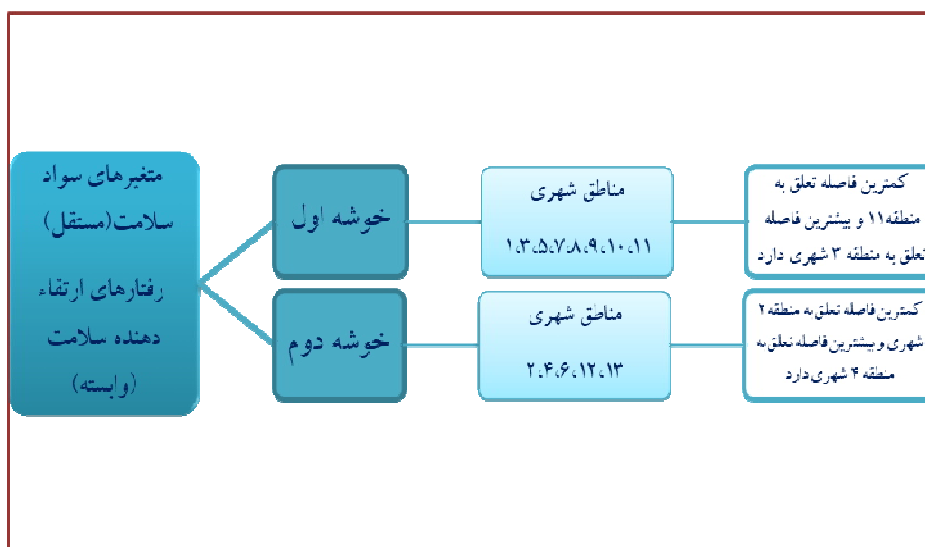 متغیرهای سواد
سلامت(مستقل)
رفتارهای ارتقاء
دهنده سلامت
(وابسته)
خوشه اول
مناطق شهری
۱،۳،۵،۷،۸،۹،۱۰،۱۱
کمترین فاصله تعلق به
منطقه۱۱ و بیشترین فاصله
تعلق به منطقه ۳ شهری دارد
خوشه دوم
مناطق شهری
۲،۴،۶،۱۲،۱۳
کمترین فاصله تعلق به منطقه۲
شهری و بیشترین فاصله تعلق به
منطقه ۴ شهری دارد